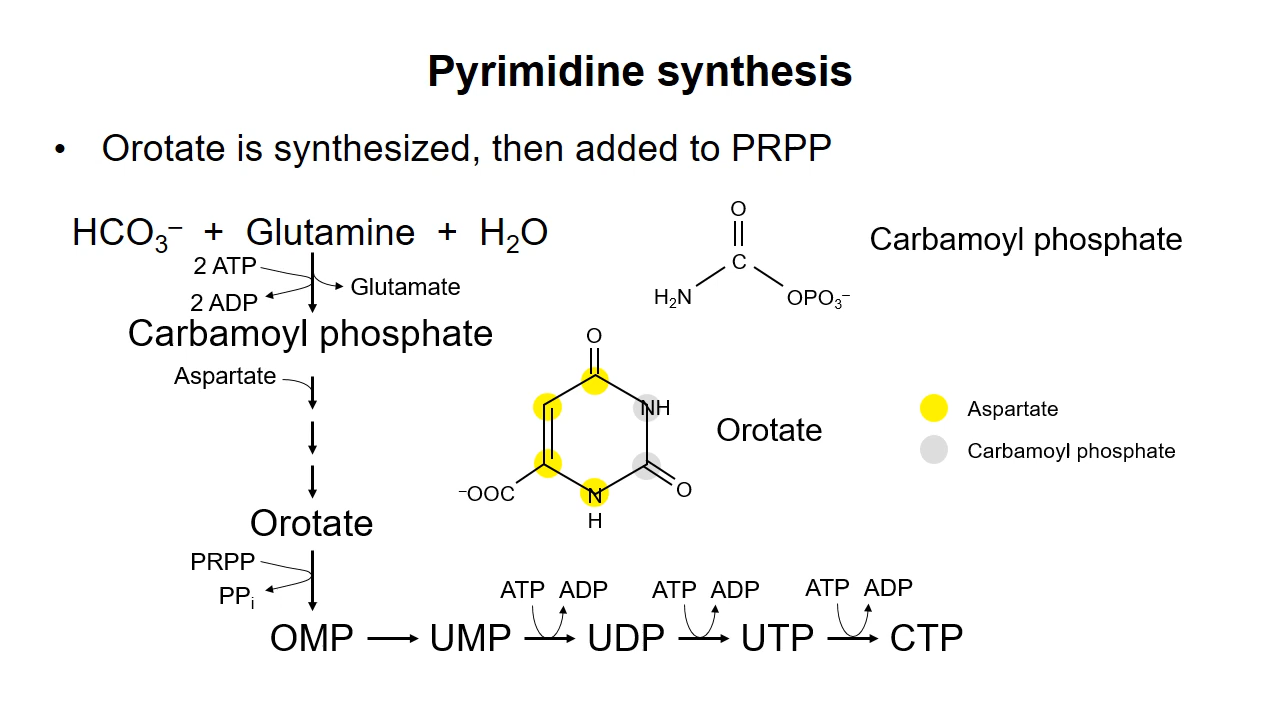 Pyrimidine synthesis
• Orotate is synthesized, then added to PRPP
HCO₃⁻ + Glutamine + H₂O
2 ATP
2 ADP
Glutamate
Carbamoyl phosphate
Aspartate
Orotate
PRPP
PPᵢ
OMP UMP UDP UTP CTP
ATP ADP ATP ADP ATP ADP
O
C
H₂N
OPO₃⁻
Carbamoyl phosphate
O
NH
O
N
H
⁻OOC
Orotate
Aspartate
Carbamoyl phosphate